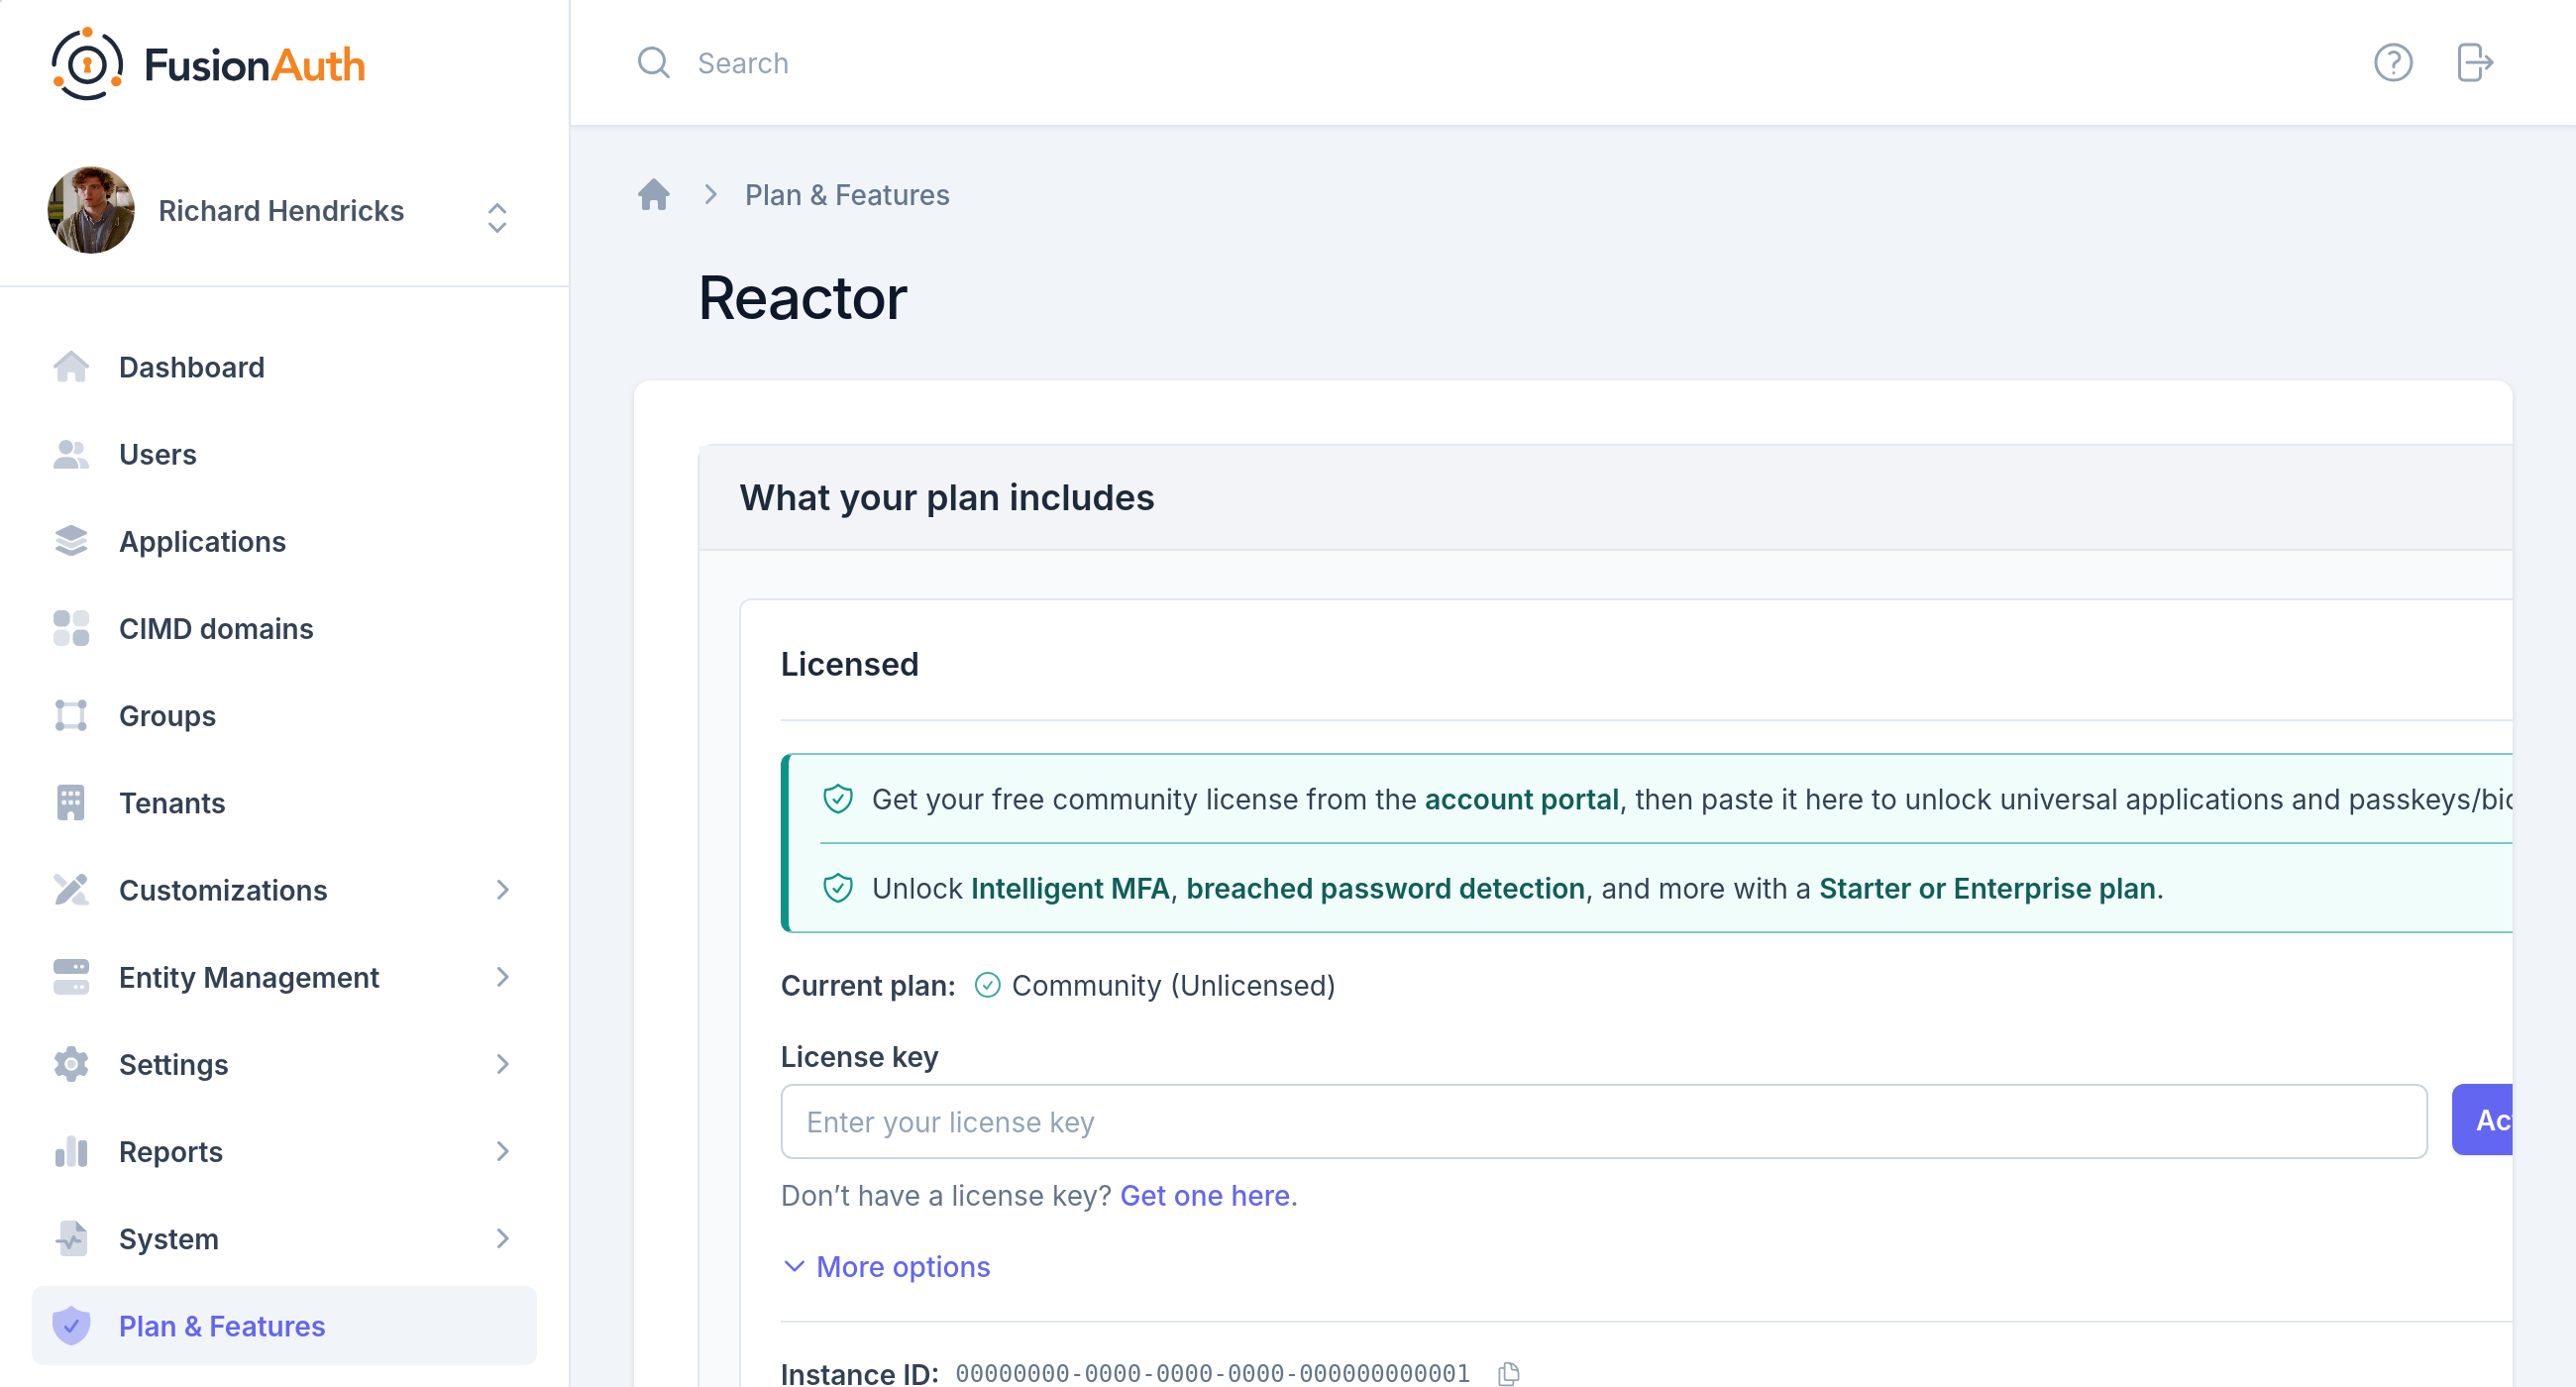 FusionAuth
Search
Richard Hendricks
Plan & Features
Reactor
Dashboard
Users
Applications
CIMD domains
Groups
Tenants
Customizations
Entity Management
Settings
Reports
System
Plan & Features
What your plan includes
Licensed
Get your free community license from the account portal, then paste it here to unlock universal applications and
Unlock Intelligent MFA, breached password detection, and more with a Starter or Enterprise plan.
Current plan: Community (Unlicensed)
License key
Enter your license key
Don’t have a license key? Get one here.
More options
Instance ID: 00000000-0000-0000-0000-000000000001